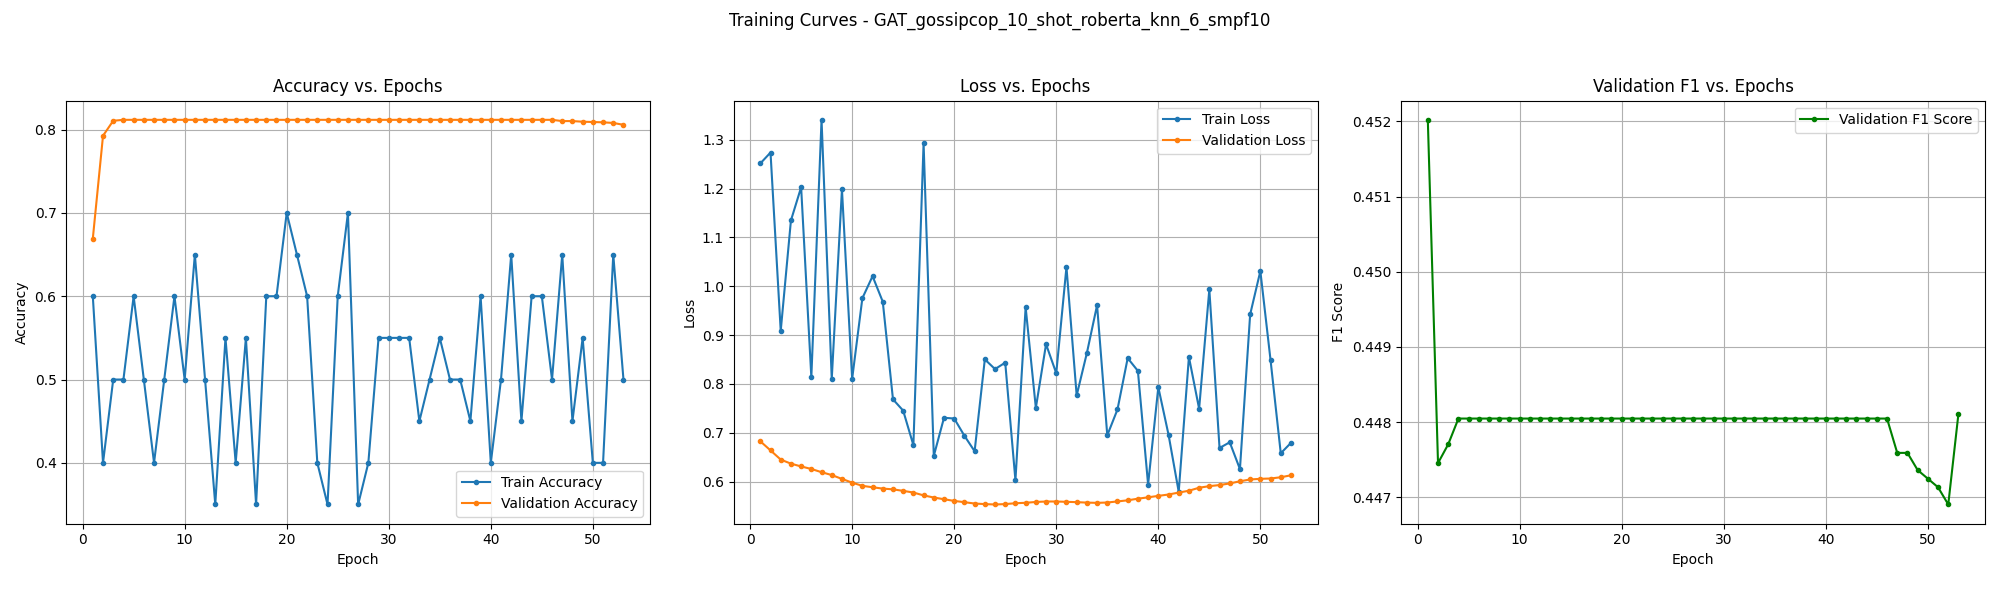 Training Curves - GAT_gossipcop_10_shot_roberta_knn_6_smpf10
Accuracy vs. Epochs
Accuracy
0.8
0.7
0.6
0.5
0.4
0 10 20 30 40 50
Epoch
Train Accuracy
Validation Accuracy
Loss vs. Epochs
Loss
1.3
1.2
1.1
1.0
0.9
0.8
0.7
0.6
0 10 20 30 40 50
Epoch
Train Loss
Validation Loss
Validation F1 vs. Epochs
F1 Score
0.452
0.451
0.450
0.449
0.448
0.447
0 10 20 30 40 50
Epoch
Validation F1 Score